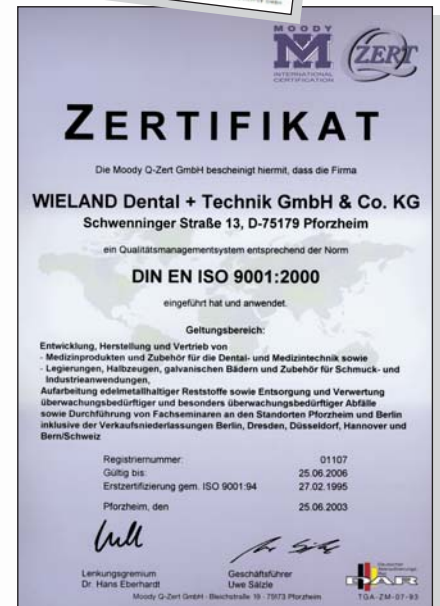 MOODY
M
INTERNATIONAL
CERTIFICATION
QZERT
ZERTIFIKAT
Die Moody Q-Zert GmbH bescheinigt hiermit, dass die Firma
WIELAND Dental + Technik GmbH & Co. KG
Schwenninger Straße 13, D-75179 Pforzheim
ein Qualitätsmanagementsystem entsprechend der Norm
DIN EN ISO 9001:2000
eingeführt hat und anwendet.
Geltungsbereich:
Entwicklung, Herstellung und Vertrieb von
- Medizinprodukten und Zubehör für die Dental- und Medizintechnik sowie
- Legierungen, Halbzeugen, galvanischen Bädern und Zubehör für Schmuck- und
Industrieanwendungen,
Aufarbeitung edelmetallhaltiger Reststoffe sowie Entsorgung und Verwertung
überwachungsbedürftiger und besonders überwachungsbedürftiger Abfälle
sowie Durchführung von Fachseminaren an den Standorten Pforzheim und Berlin
inklusive der Verkaufsniederlassungen Berlin, Dresden, Düsseldorf, Hannover und
Bern/Schweiz
Registriernummer: 01107
Gültig bis: 25.06.2006
Erstzertifizierung gem. ISO 9001:94 27.02.1995
Pforzheim, den 25.06.2003
Lenkungsgremium Geschäftsführer
Dr. Hans Eberhardt Uwe Sälzle
DAR
Moody Q-Zert GmbH - Bleichstraße 19 - 75173 Pforzheim TGA-ZM-07-93